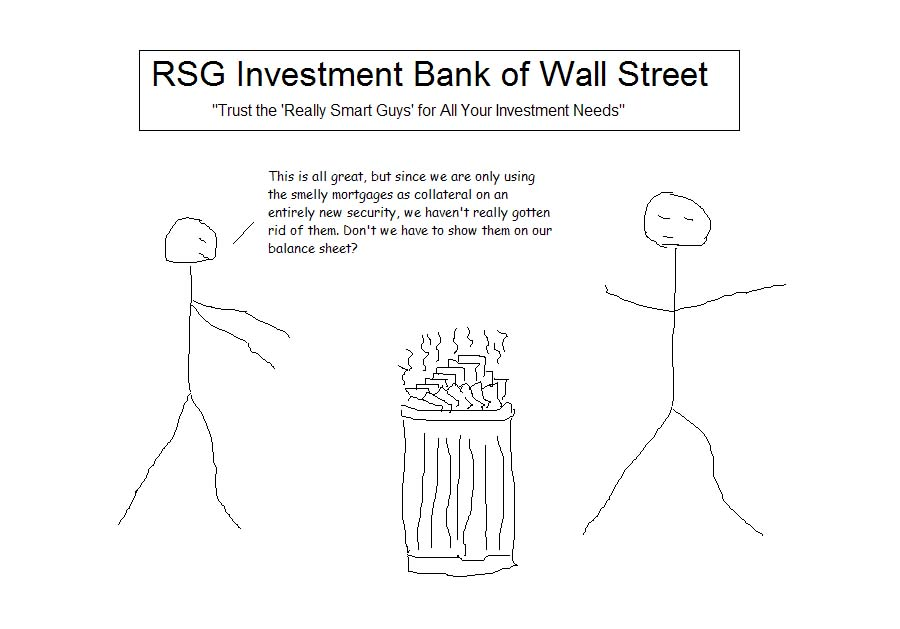 RSG Investment Bank of Wall Street
"Trust the 'Really Smart Guys' for All Your Investment Needs"
This is all great, but since we are only using
the smelly mortgages as collateral on an
entirely new security, we haven't really gotten
rid of them. Don't we have to show them on our
balance sheet?